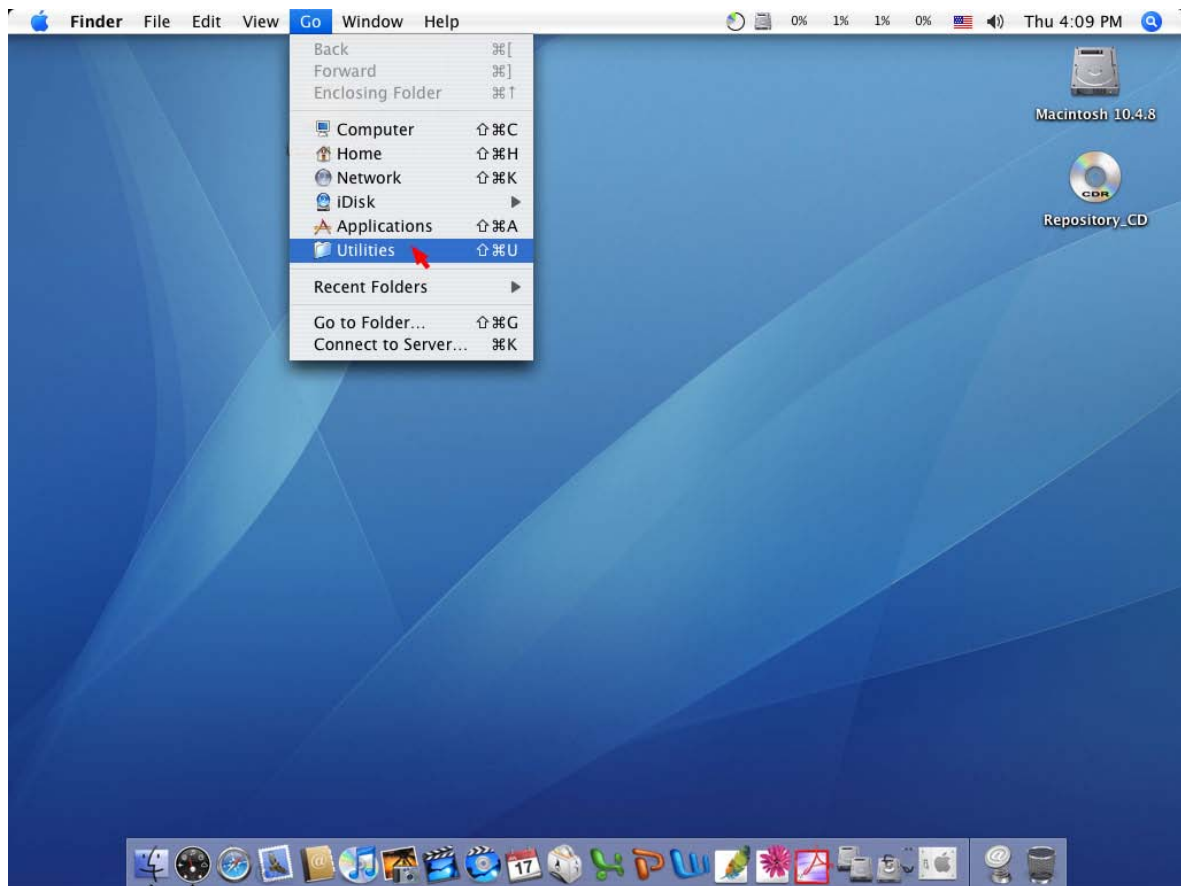 Finder File Edit View Go Window Help 0% 1% 1% 0% Thu 4:09 PM
Back ⌘[
Forward ⌘]
Enclosing Folder ⌘↑
Computer ⇧⌘C
Home ⇧⌘H
Network ⇧⌘K
iDisk ▶
Applications ⇧⌘A
Utilities ⇧⌘U
Recent Folders ▶
Go to Folder... ⇧⌘G
Connect to Server... ⌘K
Macintosh 10.4.8
CDR
Repository_CD
17